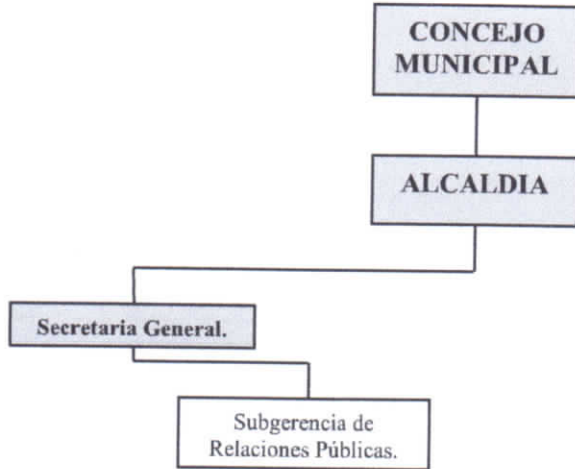 CONCEJO
MUNICIPAL
ALCALDIA
Secretaria General.
Subgerencia de
Relaciones Públicas.